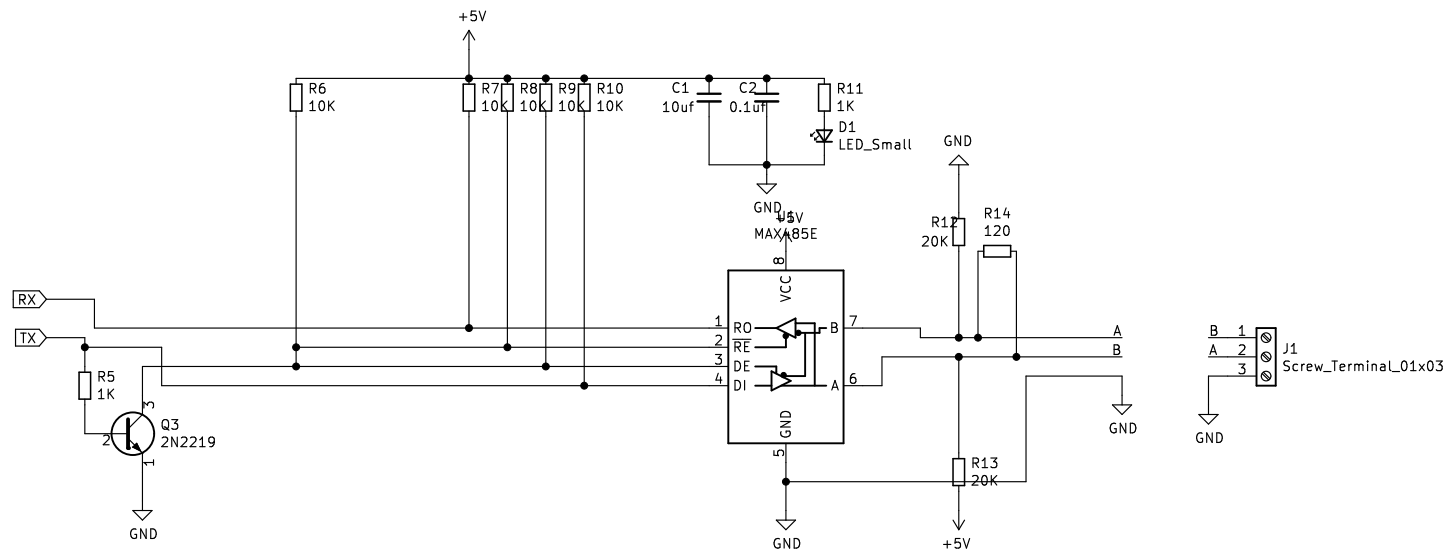 +5V
R6
10K
R7
10K
R8
10K
R9
10K
R10
10K
C1
10uf
C2
0.1uf
R11
1K
D1
LED_Small
GND
GND
U1
+5V
MAX485E
R12
20K
R14
120
RX
TX
8
VCC
1
RO
B
7
2
RE
3
DE
4
DI
A
6
GND
5
A
B
B
1
A
2
3
J1
Screw_Terminal_01x03
R5
1K
3
2
1
Q3
2N2219
GND
GND
GND
R13
20K
GND
+5V